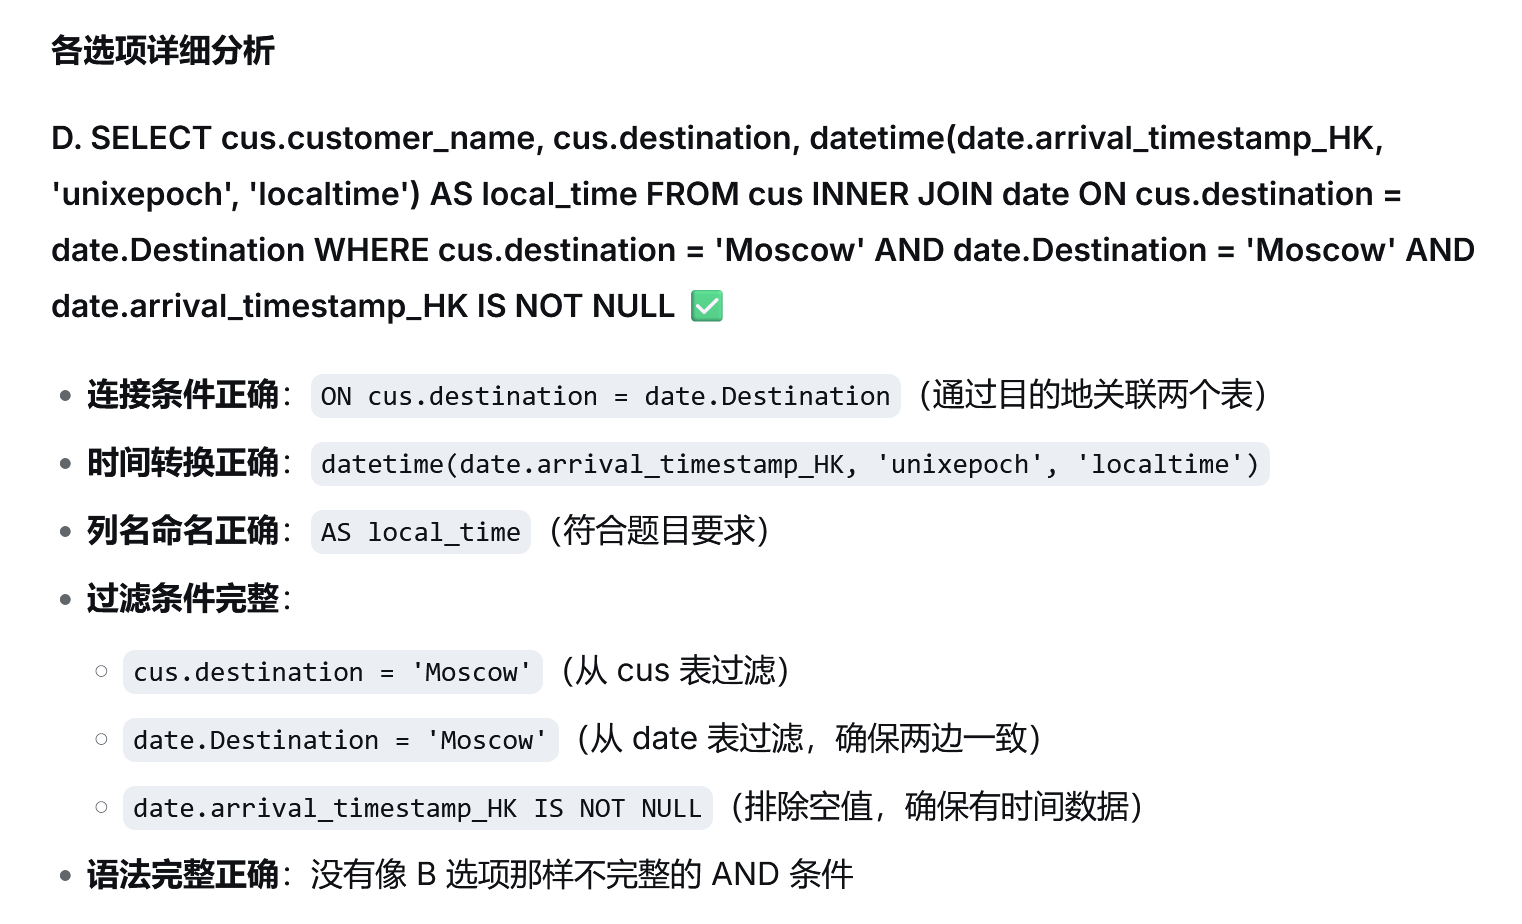 各选项详细分析
D. SELECT cus.customer_name, cus.destination, datetime(date.arrival_timestamp_HK,
'unixepoch', 'localtime') AS local_time FROM cus INNER JOIN date ON cus.destination =
date.Destination WHERE cus.destination = 'Moscow' AND date.Destination = 'Moscow' AND
date.arrival_timestamp_HK IS NOT NULL ✅
• 连接条件正确： ON cus.destination = date.Destination （通过目的地关联两个表）
• 时间转换正确： datetime(date.arrival_timestamp_HK, 'unixepoch', 'localtime')
• 列名命名正确： AS local_time （符合题目要求）
• 过滤条件完整：
○ cus.destination = 'Moscow' （从 cus 表过滤）
○ date.Destination = 'Moscow' （从 date 表过滤，确保两边一致）
○ date.arrival_timestamp_HK IS NOT NULL （排除空值，确保有时间数据）
• 语法完整正确：没有像 B 选项那样不完整的 AND 条件